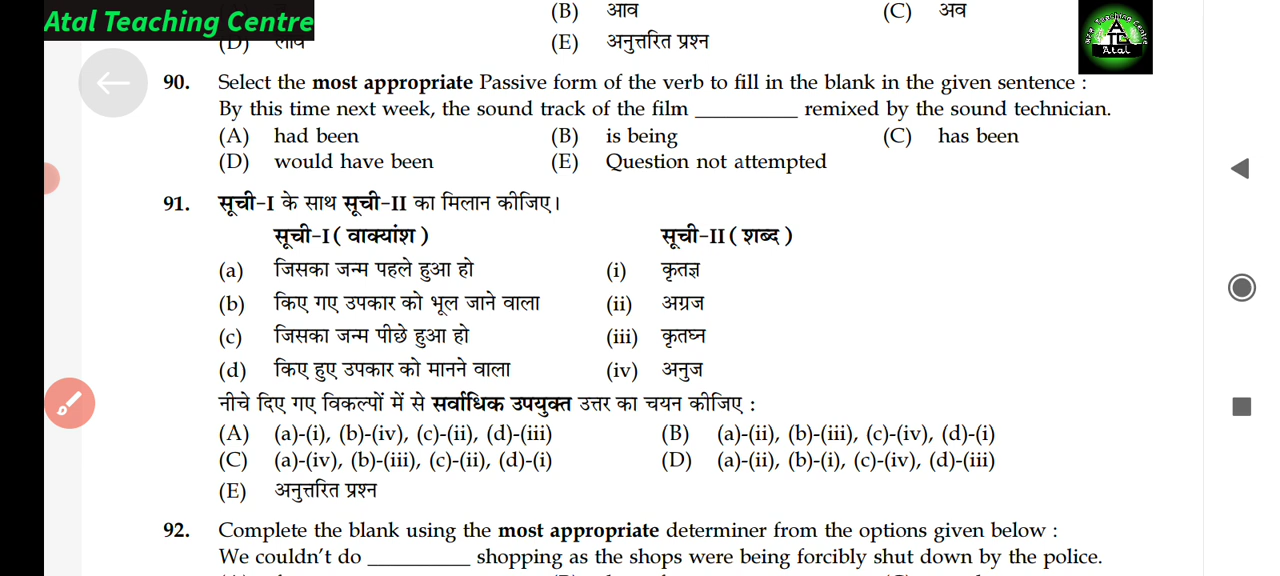 Atal Teaching Centre
(B) आव (C) अव
(D) (E) अनुत्तरित प्रश्न
Atal
90. Select the most appropriate Passive form of the verb to fill in the blank in the given sentence :
By this time next week, the sound track of the film __________ remixed by the sound technician.
(A) had been (B) is being (C) has been
(D) would have been (E) Question not attempted
91. सूची-I के साथ सूची-II का मिलान कीजिए।
सूची-I ( वाक्यांश ) सूची-II ( शब्द )
(a) जिसका जन्म पहले हुआ हो (i) कृतज्ञ
(b) किए गए उपकार को भूल जाने वाला (ii) अग्रज
(c) जिसका जन्म पीछे हुआ हो (iii) कृतघ्न
(d) किए हुए उपकार को मानने वाला (iv) अनुज
नीचे दिए गए विकल्पों में से सर्वाधिक उपयुक्त उत्तर का चयन कीजिए :
(A) (a)-(i), (b)-(iv), (c)-(ii), (d)-(iii) (B) (a)-(ii), (b)-(iii), (c)-(iv), (d)-(i)
(C) (a)-(iv), (b)-(iii), (c)-(ii), (d)-(i) (D) (a)-(ii), (b)-(i), (c)-(iv), (d)-(iii)
(E) अनुत्तरित प्रश्न
92. Complete the blank using the most appropriate determiner from the options given below :
We couldn't do __________ shopping as the shops were being forcibly shut down by the police.